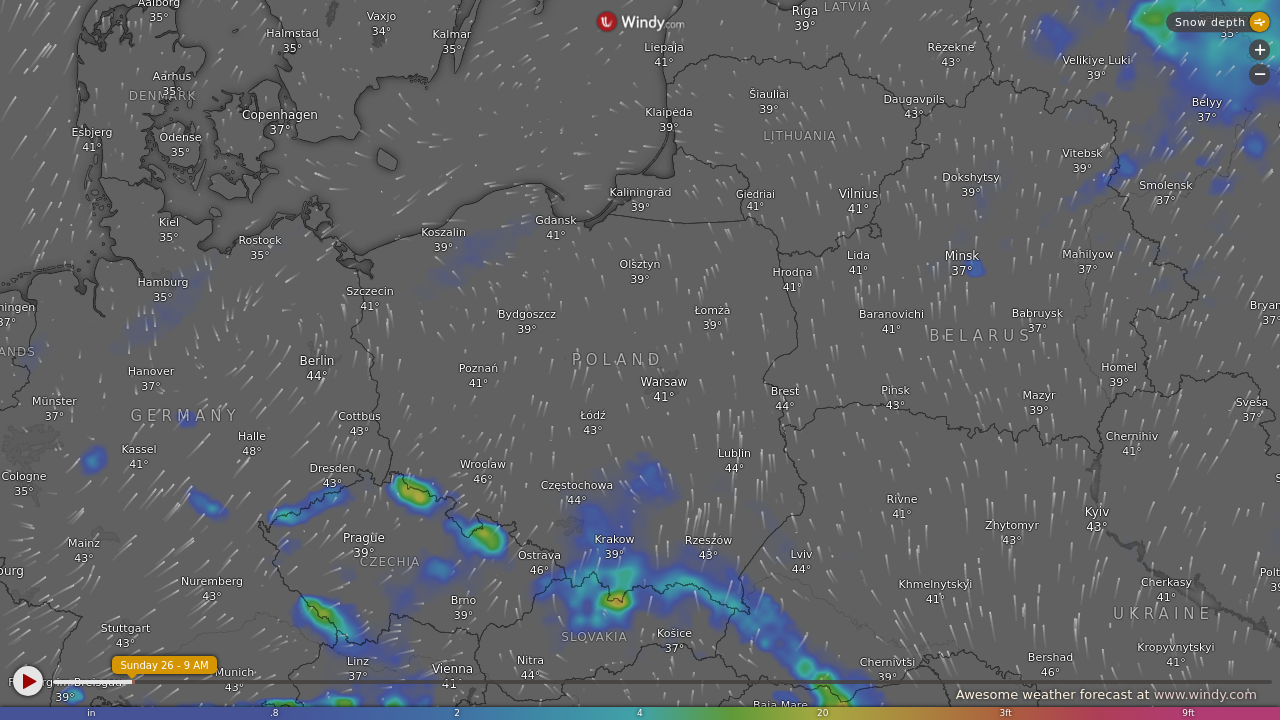 Aalborg
35°
Vaxjo
34°
Halmstad
35°
Kalmar
35°
Windy.com
Riga
39°
LATVIA
Snow depth
35°
Liepaja
41°
Rēzekne
43°
Velikiye Luki
39°
Aarhus
35°
DENMARK
Copenhagen
37°
Klaipėda
39°
Šiauliai
39°
Daugavpils
43°
Belyy
37°
LITHUANIA
Esbjerg
41°
Odense
35°
Vitebsk
39°
Kaliningrad
39°
Giedriai
41°
Vilnius
41°
Dokshytsy
39°
Smolensk
37°
Kiel
35°
Rostock
35°
Koszalin
39°
Gdansk
41°
Olsztyn
39°
Hrodna
41°
Lida
41°
Minsk
37°
Mahilyow
37°
Hamburg
35°
Szczecin
41°
ningen
37°
Bydgoszcz
39°
Łomża
39°
Baranovichi
41°
Babruysk
37°
BELARUS
Bryan
37°
ANDS
Hanover
37°
Berlin
44°
Poznań
41°
POLAND
Warsaw
41°
Brest
44°
Pinsk
43°
Mazyr
39°
Homel
39°
Münster
37°
GERMANY
Cottbus
43°
Łódź
43°
Svesa
37°
Kassel
41°
Halle
48°
Chernihiv
41°
Cologne
35°
Dresden
43°
Wroclaw
46°
Częstochowa
44°
Lublin
44°
S
Rivne
41°
Kyiv
43°
Zhytomyr
43°
Mainz
43°
Prague
39°
CZECHIA
Ostrava
46°
Krakow
39°
Rzeszów
43°
Lviv
44°
burg
Nuremberg
43°
Khmelnytskyi
41°
Cherkasy
41°
Polt
39
Brno
39°
UKRAINE
Stuttgart
43°
SLOVAKIA
Košice
37°
Kropyvnytskyi
41°
Sunday 26 - 9 AM
39°
Munich
43°
Linz
37°
Vienna
41°
Nitra
44°
Chernivtsi
39°
Bershad
46°
Baia Mare
Awesome weather forecast at www.windy.com
in .8 2 4 20 3ft 9ft